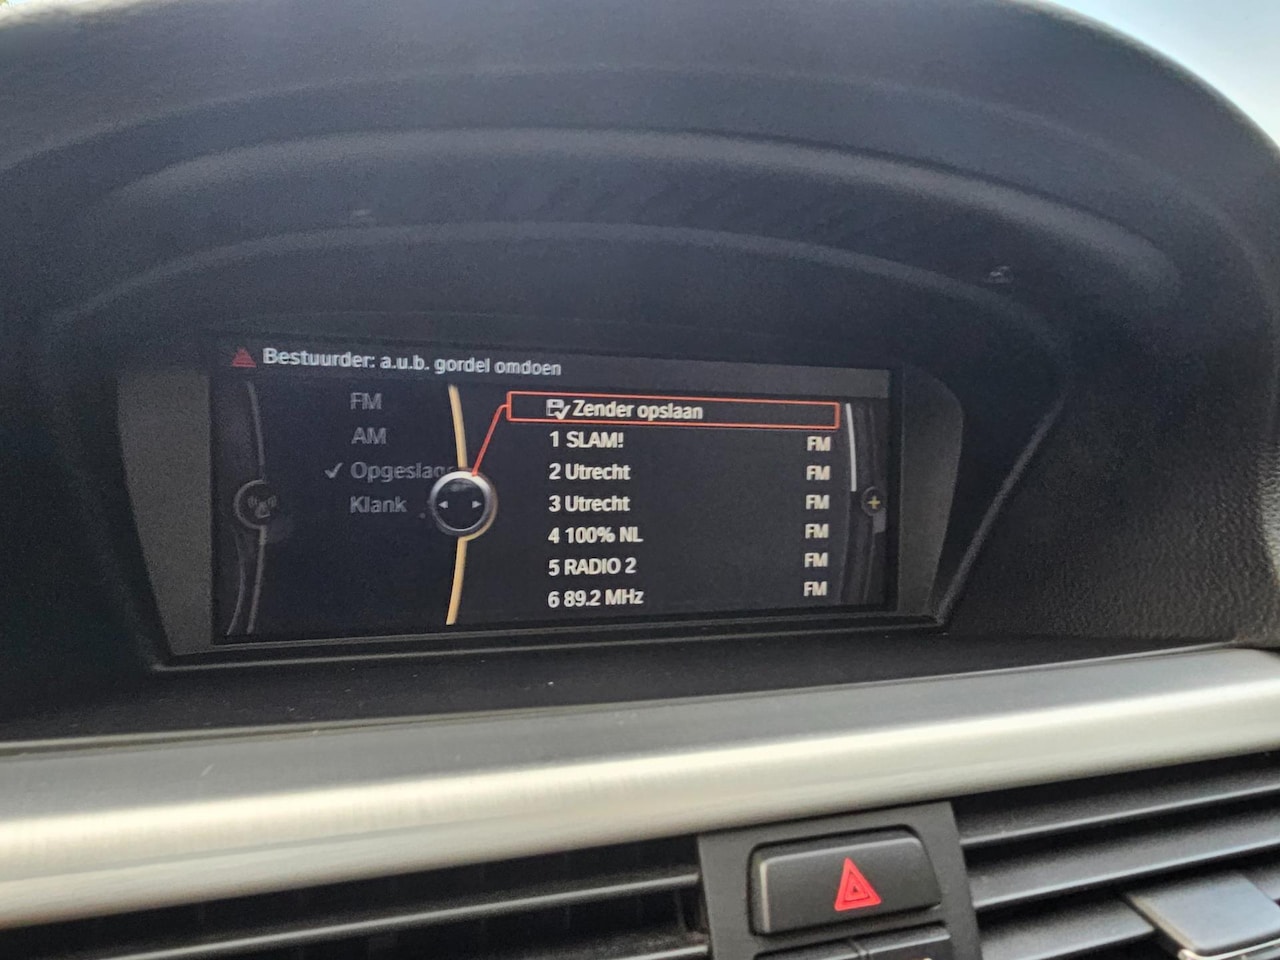 Bestuurder: a.u.b. gordel omdoen
FM
AM
✓ Opgeslag
Klank
Zender opslaan
1 SLAM! FM
2 Utrecht FM
3 Utrecht FM
4 100% NL FM
5 RADIO 2 FM
6 89.2 MHz FM